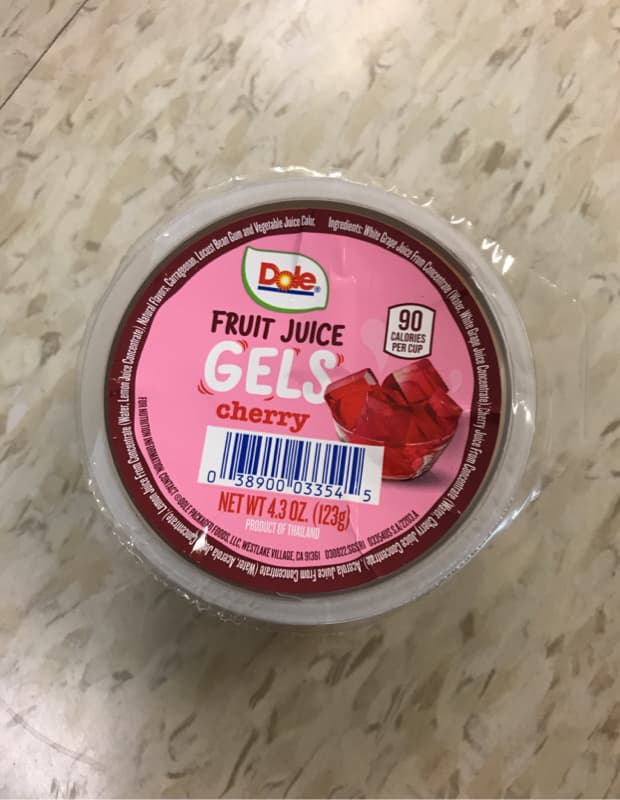 Dole®
FRUIT JUICE
GELS
cherry
90
CALORIES
PER CUP
0 38900 03354 5
NET WT 4.3 OZ. (123g)
PRODUCT OF THAILAND
Ingredients: White Grape Juice From Concentrate (Water, White Grape Juice Concentrate), Cherry Juice From Concentrate (Water, Cherry Juice Concentrate), Acerola Juice From Concentrate (Water, Acerola Juice Concentrate), Lemon Juice From Concentrate (Water, Lemon Juice Concentrate), Natural Flavors, Carrageenan, Locust Bean Gum and Vegetable Juice Color.
FOR NUTRITION INFORMATION, CONTACT: ©DOLE PACKAGED FOODS, LLC, WESTLAKE VILLAGE, CA 91361